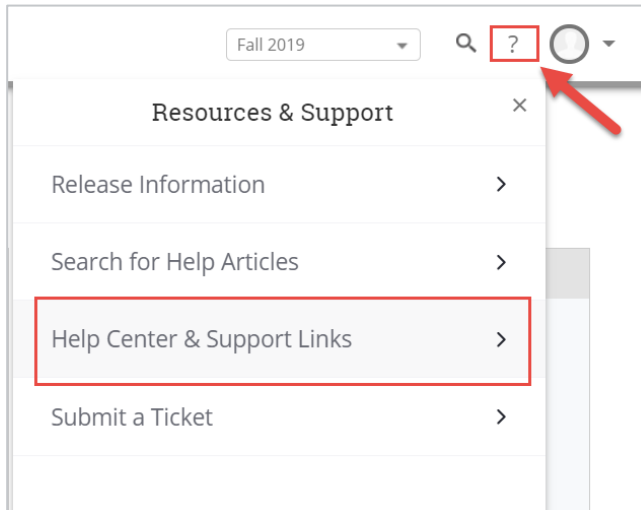 Fall 2019
?
Resources & Support
Release Information
Search for Help Articles
Help Center & Support Links
Submit a Ticket